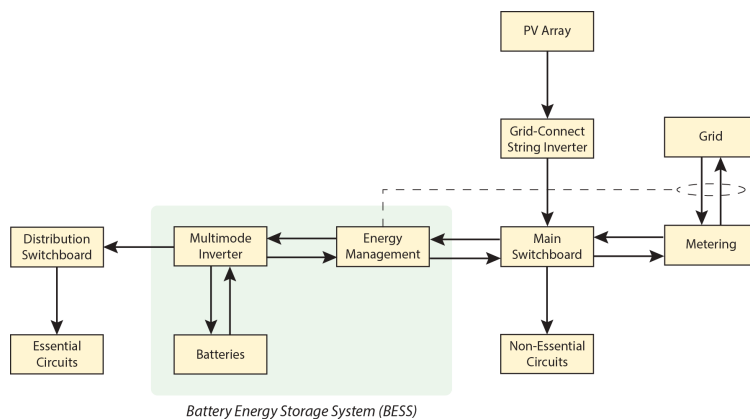 PV Array
Grid-Connect
String Inverter
Grid
Distribution
Switchboard
Multimode
Inverter
Energy
Management
Main
Switchboard
Metering
Essential
Circuits
Batteries
Non-Essential
Circuits
Battery Energy Storage System (BESS)